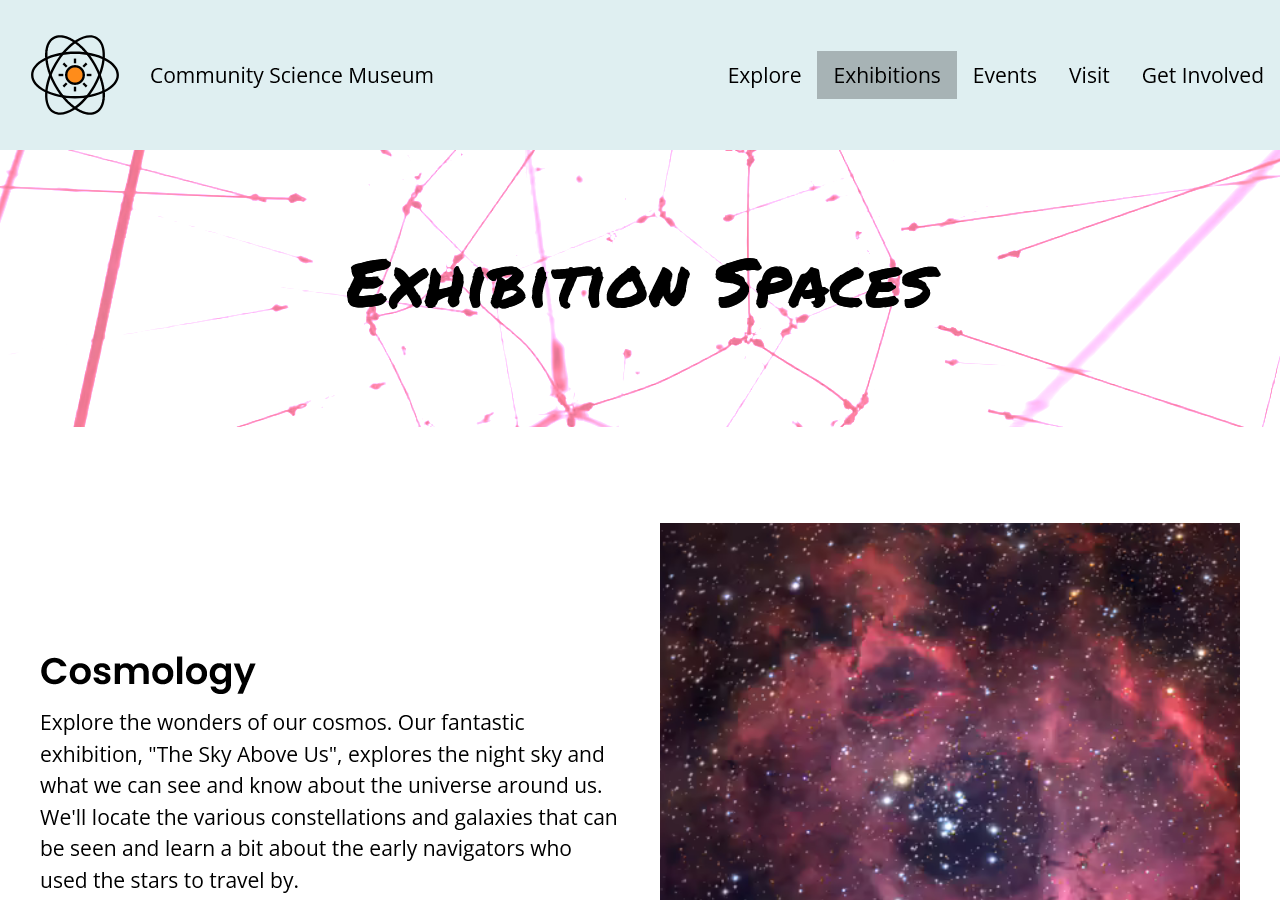 Community Science Museum
Explore
Exhibitions
Events
Visit
Get Involved
Exhibition Spaces
Cosmology
Explore the wonders of our cosmos. Our fantastic
exhibition, "The Sky Above Us", explores the night sky and
what we can see and know about the universe around us.
We'll locate the various constellations and galaxies that can
be seen and learn a bit about the early navigators who
used the stars to travel by.